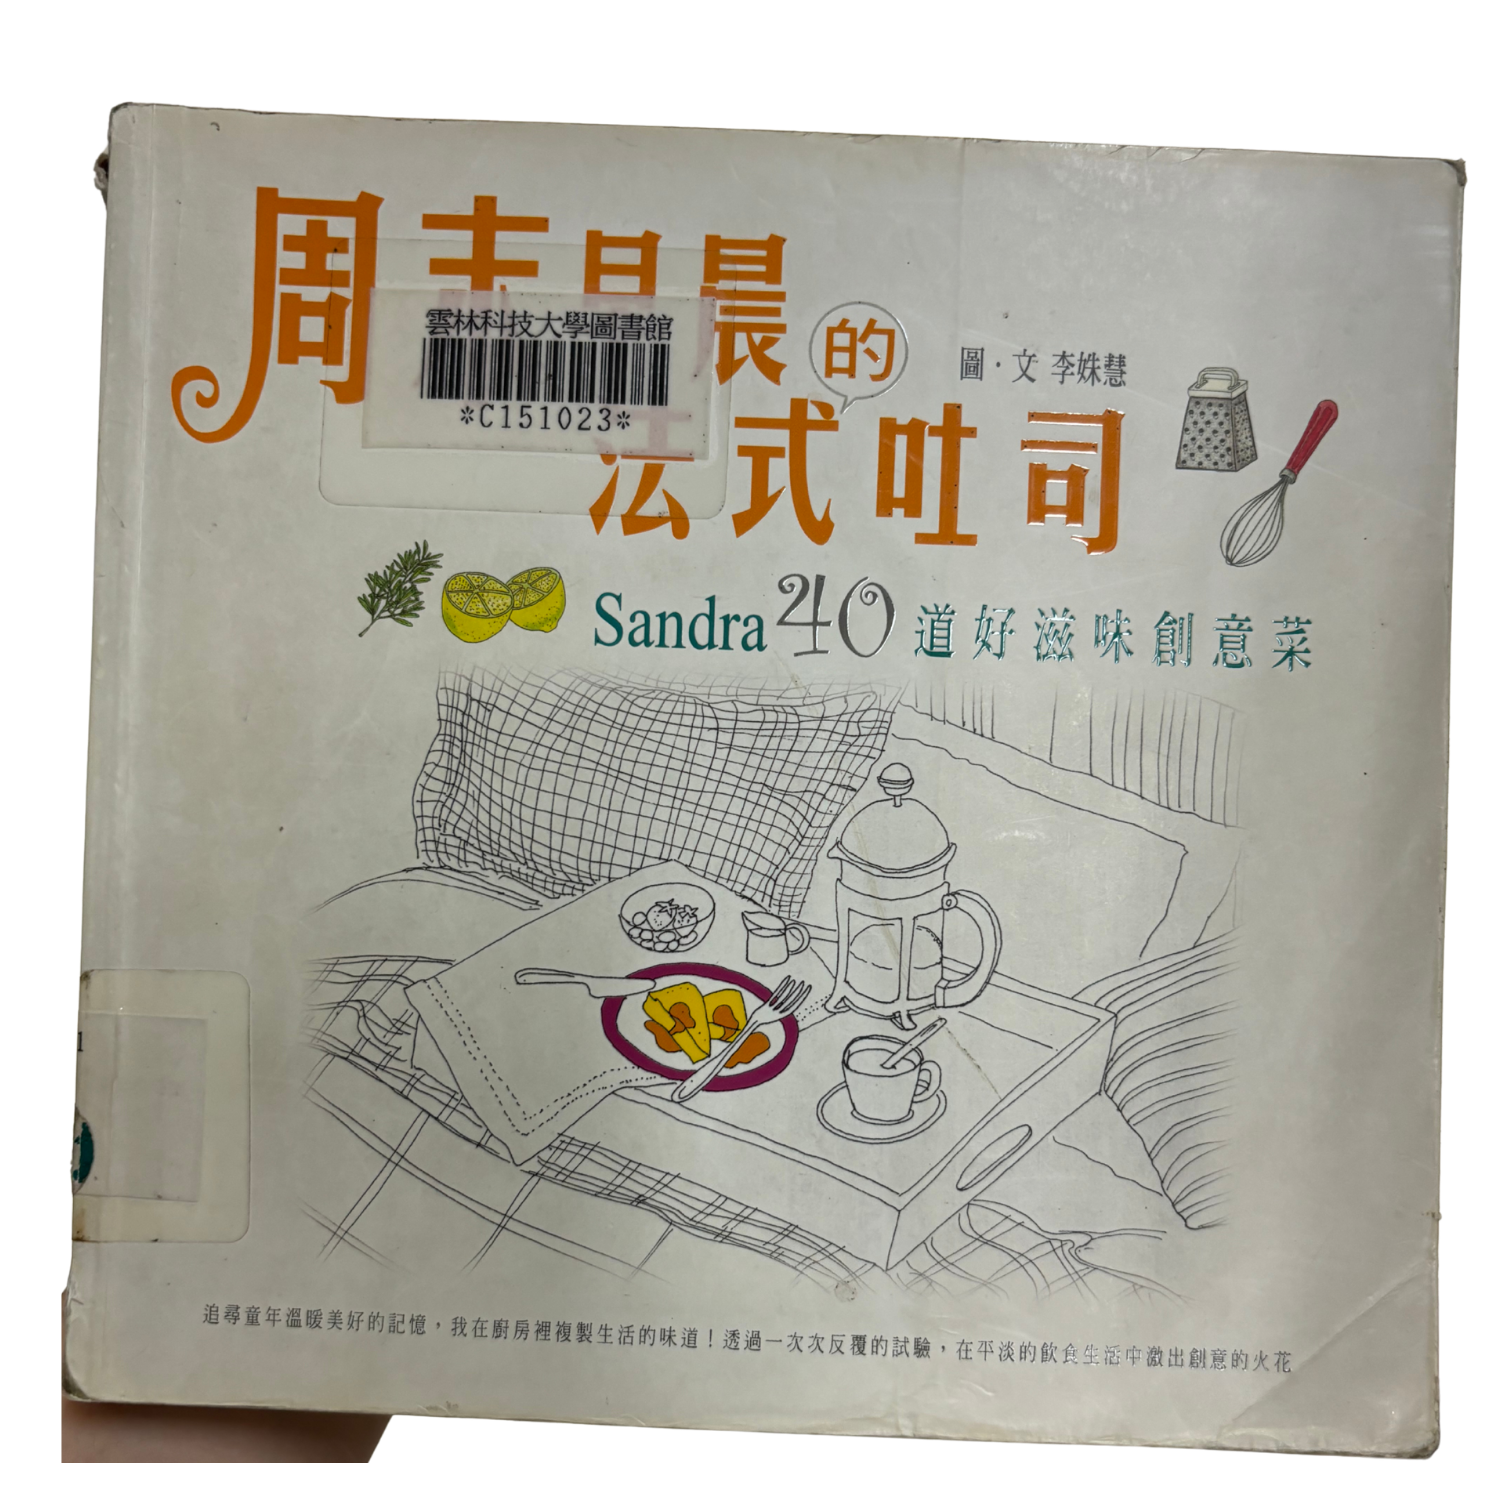 周末早晨的
法式吐司
圖·文 李姝慧
雲林科技大學圖書館
*C151023*
Sandra 40 道好滋味創意菜
追尋童年溫暖美好的記憶，我在廚房裡複製生活的味道！透過一次次反覆的試驗，在平淡的飲食生活中激出創意的火花